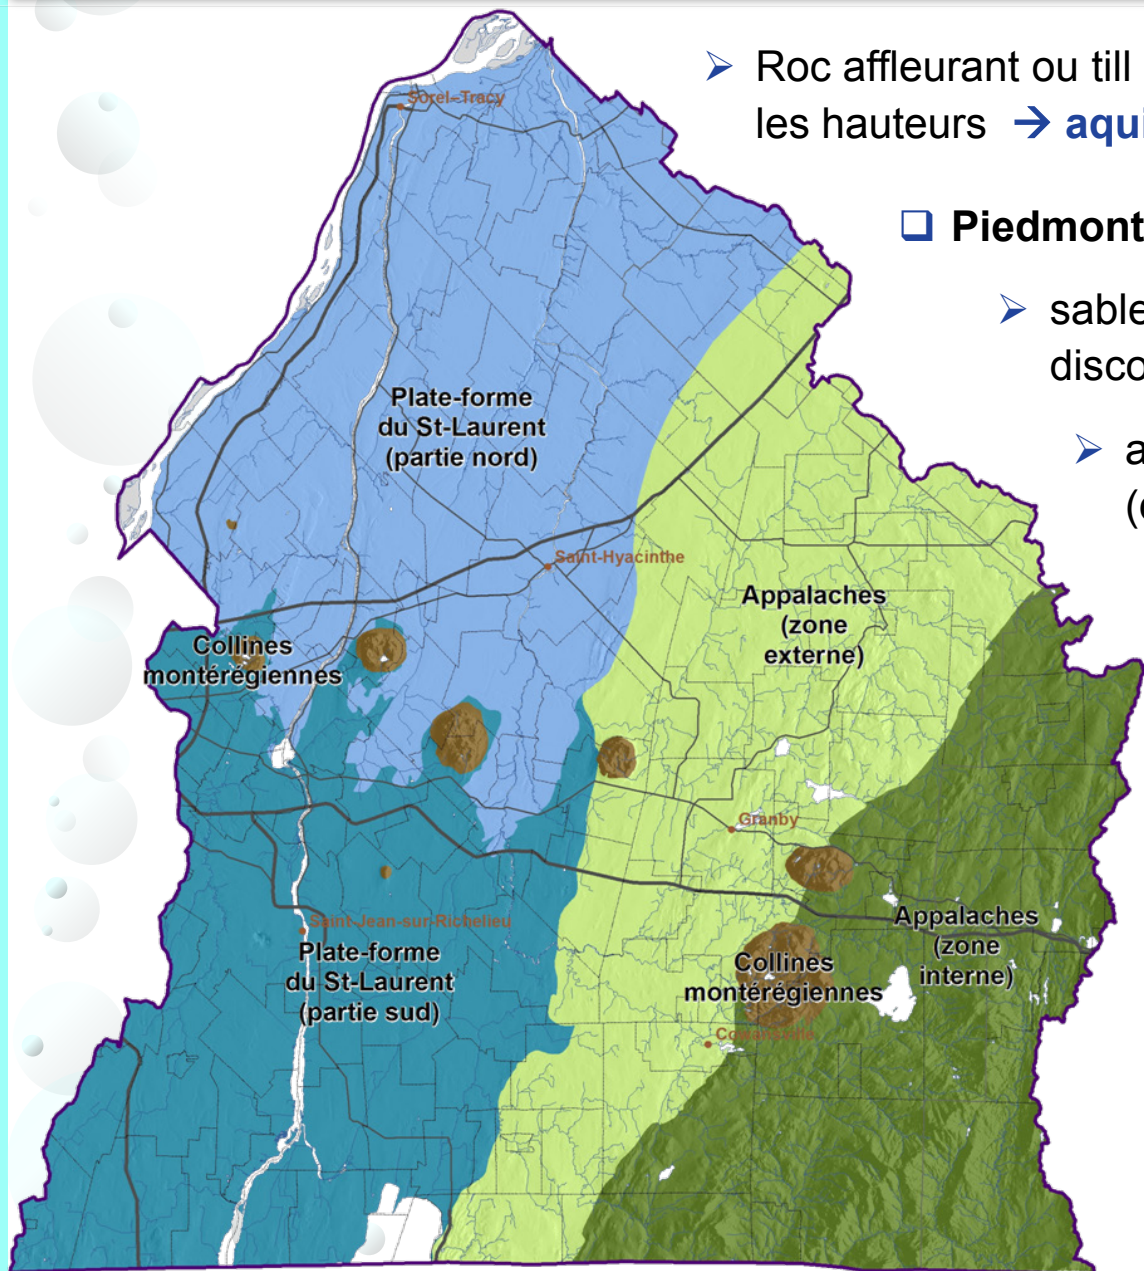 ➢ Roc affleurant ou till
les hauteurs → aqui
❑ Piedmont
➢ sable
disco
➢ a
(
Sorel–Tracy
Plate-forme
du St-Laurent
(partie nord)
Saint-Hyacinthe
Appalaches
(zone
externe)
Collines
montérégiennes
Granby
Saint-Jean-sur-Richelieu
Plate-forme
du St-Laurent
(partie sud)
Appalaches
(zone
interne)
Collines
montérégiennes
Cowansville